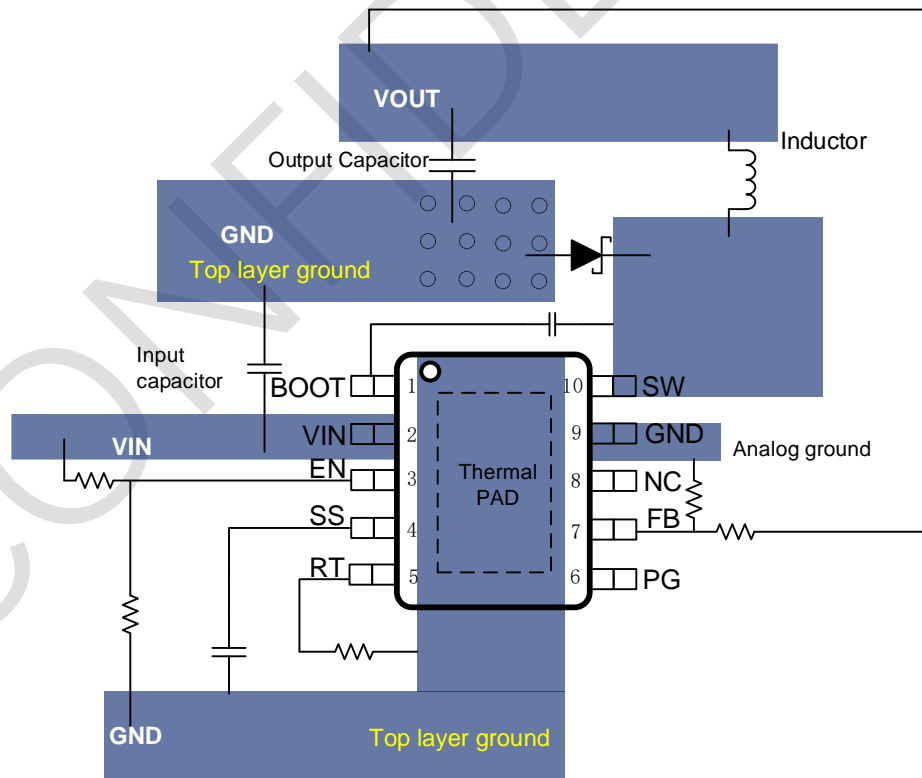 CONFIDE
VOUT
Output Capacitor
Inductor
GND
Top layer ground
Input
capacitor
BOOT 1
10 SW
VIN
VIN 2
9 GND
Analog ground
EN 3
Thermal
PAD
8 NC
SS 4
7 FB
RT 5
6 PG
GND
Top layer ground